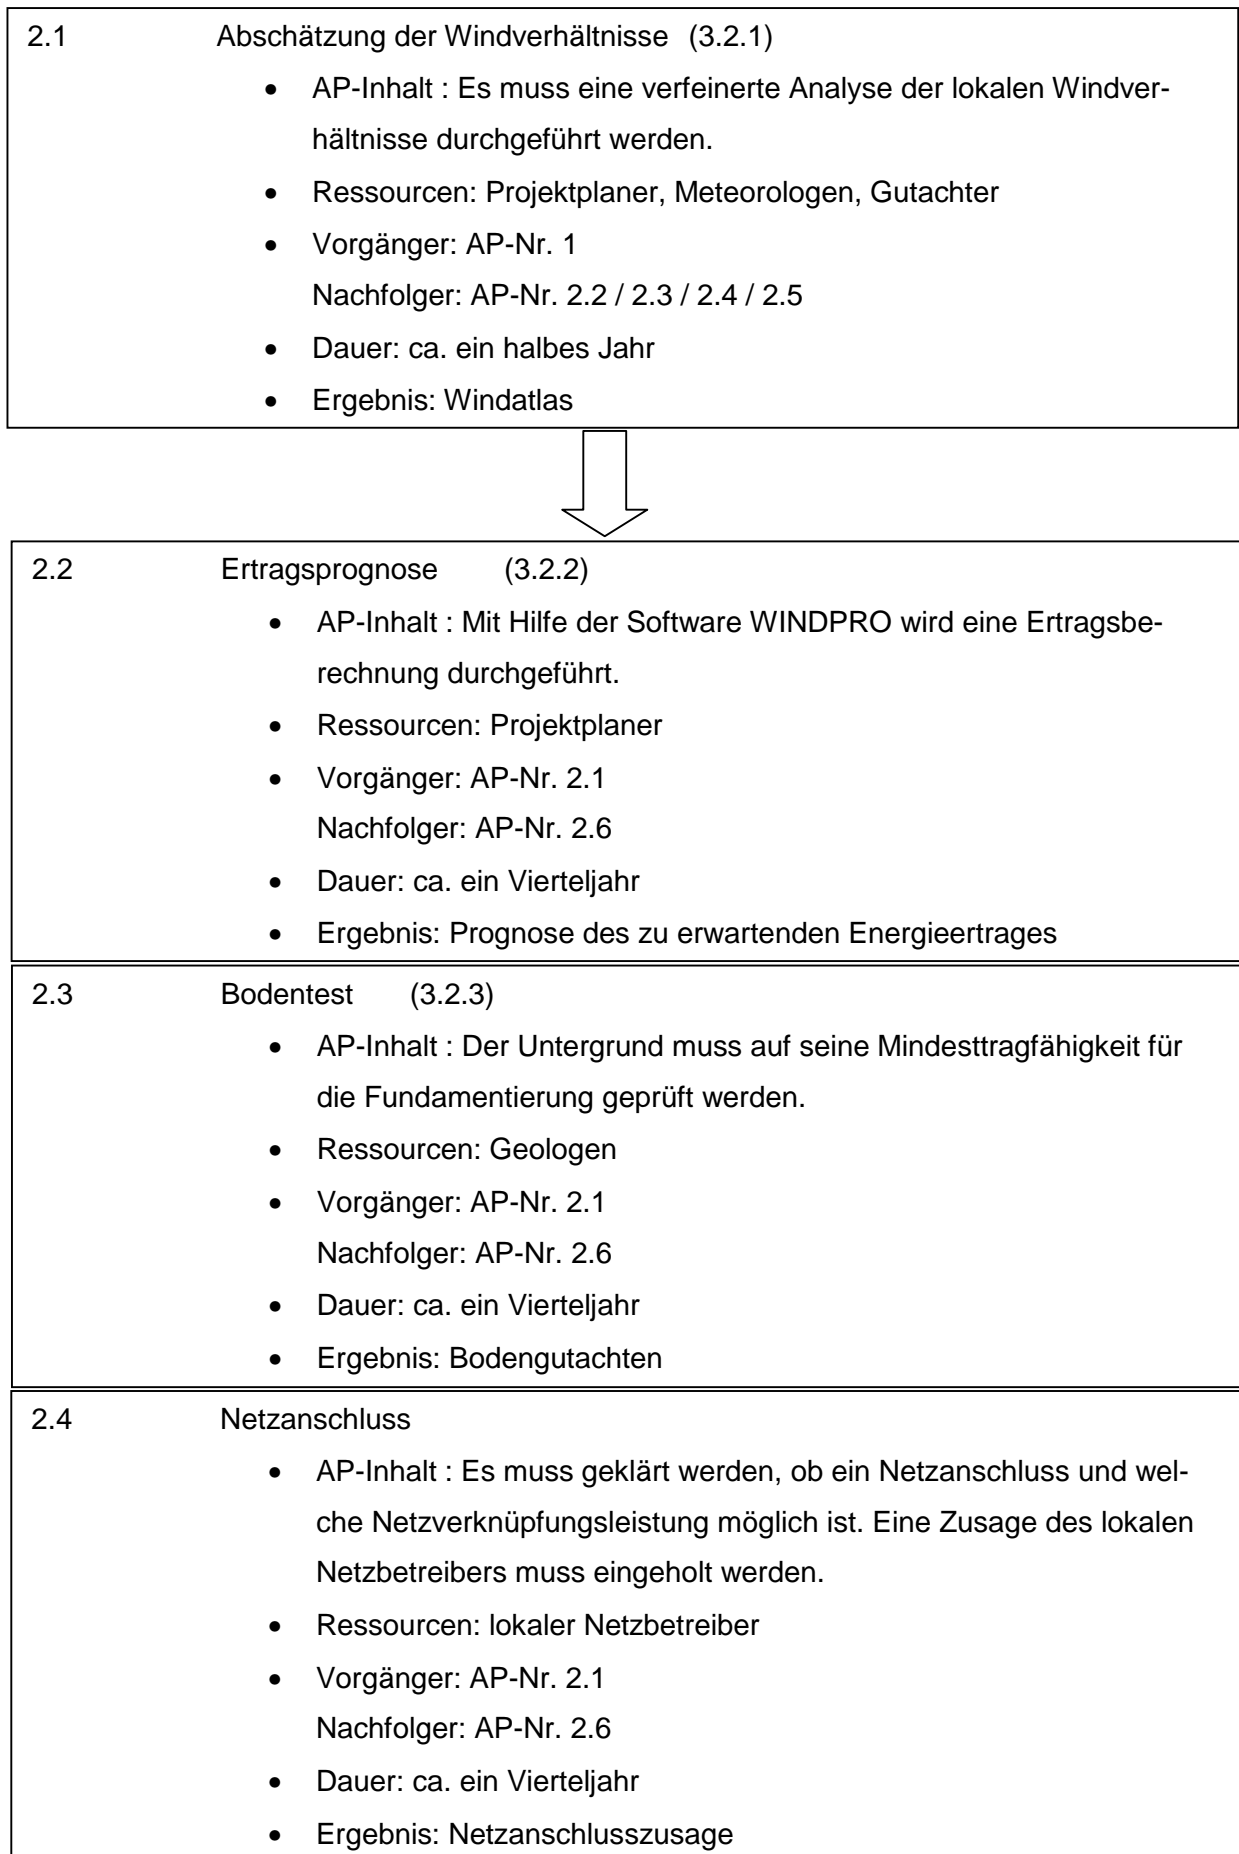 2.1 Abschätzung der Windverhältnisse (3.2.1)
• AP-Inhalt : Es muss eine verfeinerte Analyse der lokalen Windver-
hältnisse durchgeführt werden.
• Ressourcen: Projektplaner, Meteorologen, Gutachter
• Vorgänger: AP-Nr. 1
Nachfolger: AP-Nr. 2.2 / 2.3 / 2.4 / 2.5
• Dauer: ca. ein halbes Jahr
• Ergebnis: Windatlas
2.2 Ertragsprognose (3.2.2)
• AP-Inhalt : Mit Hilfe der Software WINDPRO wird eine Ertragsbe-
rechnung durchgeführt.
• Ressourcen: Projektplaner
• Vorgänger: AP-Nr. 2.1
Nachfolger: AP-Nr. 2.6
• Dauer: ca. ein Vierteljahr
• Ergebnis: Prognose des zu erwartenden Energieertrages
2.3 Bodentest (3.2.3)
• AP-Inhalt : Der Untergrund muss auf seine Mindesttragfähigkeit für
die Fundamentierung geprüft werden.
• Ressourcen: Geologen
• Vorgänger: AP-Nr. 2.1
Nachfolger: AP-Nr. 2.6
• Dauer: ca. ein Vierteljahr
• Ergebnis: Bodengutachten
2.4 Netzanschluss
• AP-Inhalt : Es muss geklärt werden, ob ein Netzanschluss und wel-
che Netzverknüpfungsleistung möglich ist. Eine Zusage des lokalen
Netzbetreibers muss eingeholt werden.
• Ressourcen: lokaler Netzbetreiber
• Vorgänger: AP-Nr. 2.1
Nachfolger: AP-Nr. 2.6
• Dauer: ca. ein Vierteljahr
• Ergebnis: Netzanschlusszusage